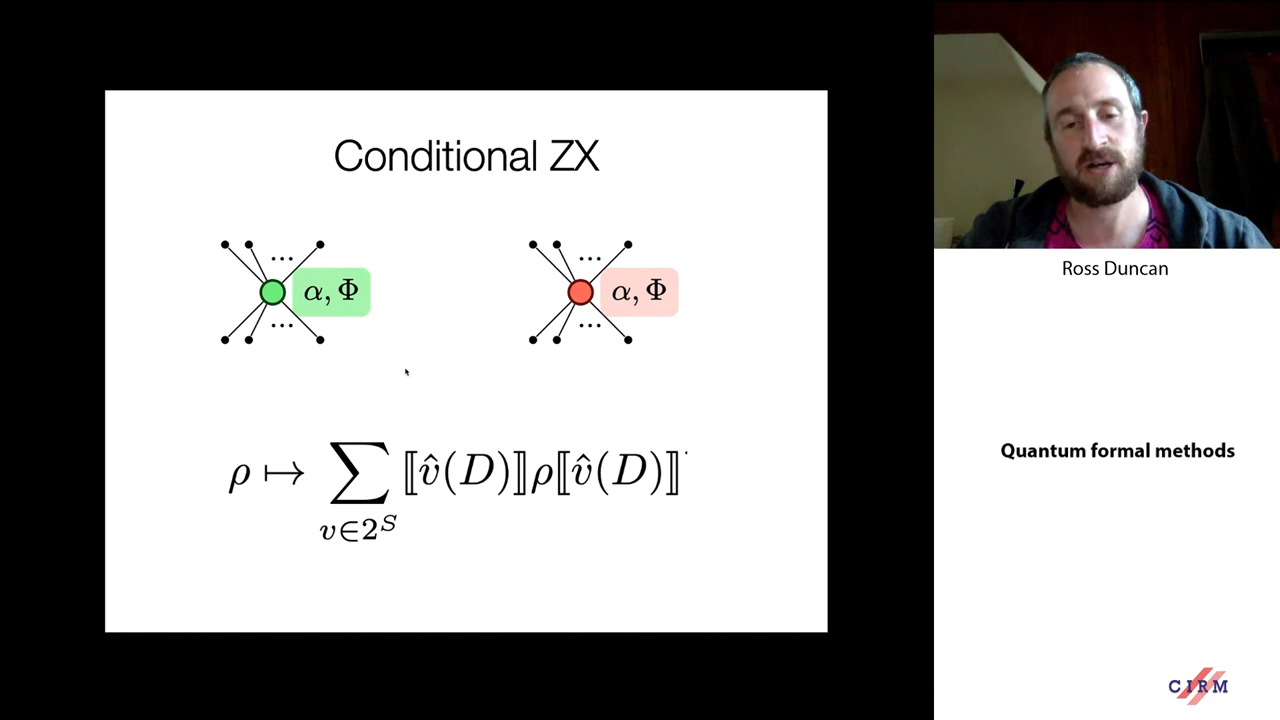 Conditional ZX
... ...
α, Φ α, Φ
... ...
ρ ↦ ∑ ⟦v̂(D)⟧ρ⟦v̂(D)⟧
v∈2^S
Ross Duncan
Quantum formal methods
CIRM